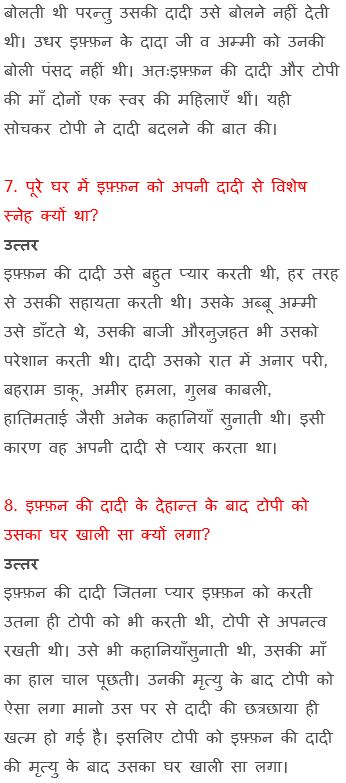 बोलती थी परन्तु उसकी दादी उसे बोलने नहीं देती
थी। उधर इफ़्फ़न के दादा जी व अम्मी को उनकी
बोली पंसद नहीं थी। अतःइफ़्फ़न की दादी और टोपी
की माँ दोनों एक स्वर की महिलाएँ थीं। यही
सोचकर टोपी ने दादी बदलने की बात की।
7. पूरे घर में इफ़्फ़न को अपनी दादी से विशेष
स्नेह क्यों था?
उत्तर
इफ़्फ़न की दादी उसे बहुत प्यार करती थी, हर तरह
से उसकी सहायता करती थी। उसके अब्बू अम्मी
उसे डाँटते थे, उसकी बाजी औरनुज़हत भी उसको
परेशान करती थी। दादी उसको रात में अनार परी,
बहराम डाकू, अमीर हमला, गुलब काबली,
हातिमताई जैसी अनेक कहानियाँ सुनाती थी। इसी
कारण वह अपनी दादी से प्यार करता था।
8. इफ़्फ़न की दादी के देहान्त के बाद टोपी को
उसका घर खाली सा क्यों लगा?
उत्तर
इफ़्फ़न की दादी जितना प्यार इफ़्फ़न को करती
उतना ही टोपी को भी करती थी, टोपी से अपनत्व
रखती थी। उसे भी कहानियाँसुनाती थी, उसकी माँ
का हाल चाल पूछती। उनकी मृत्यु के बाद टोपी को
ऐसा लगा मानो उस पर से दादी की छत्रछाया ही
खत्म हो गई है। इसलिए टोपी को इफ़्फ़न की दादी
की मृत्यु के बाद उसका घर खाली सा लगा।